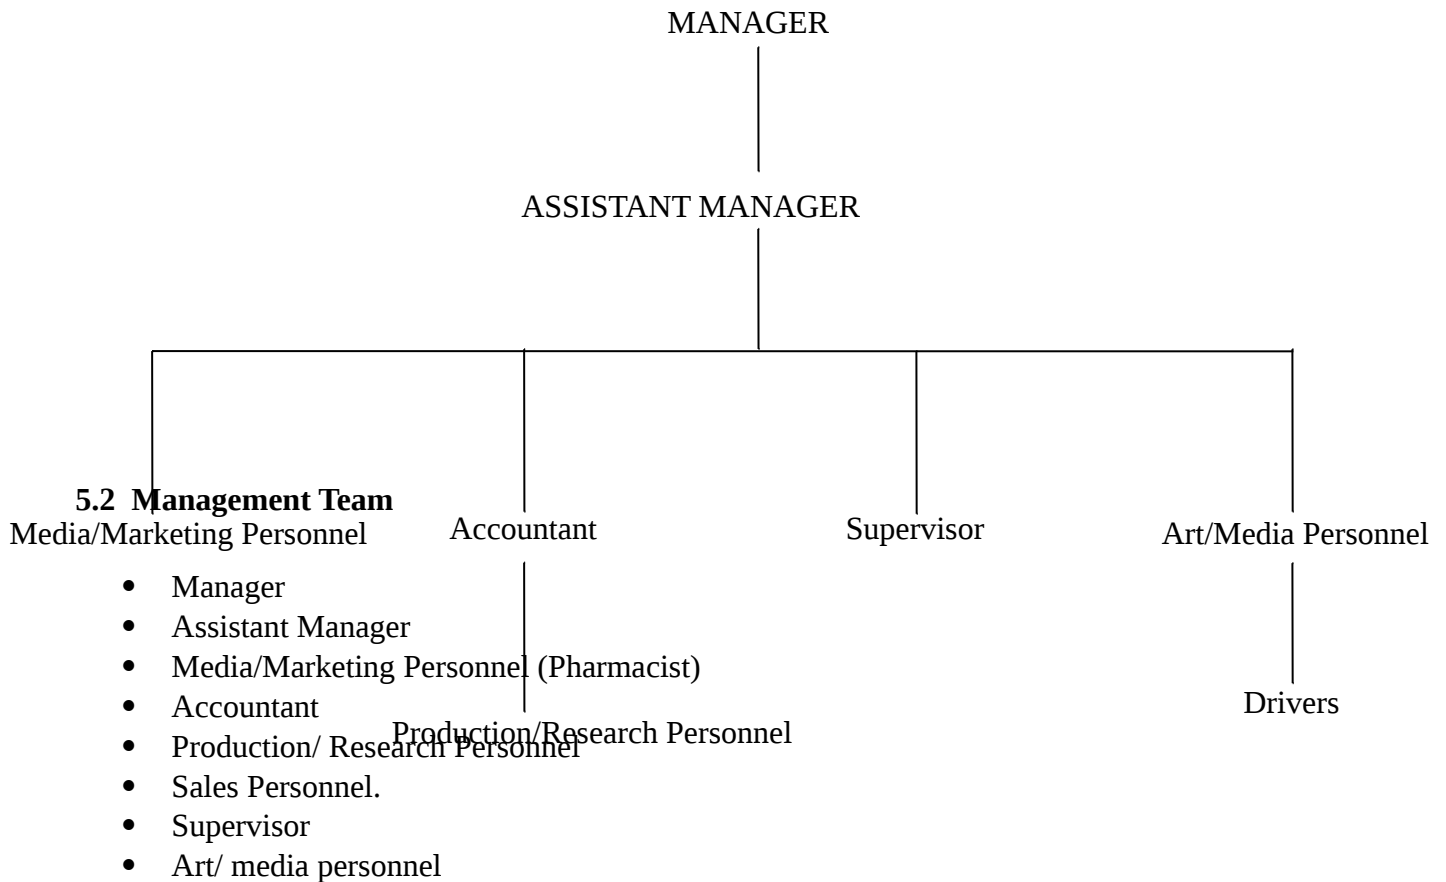 MANAGER
ASSISTANT MANAGER
5.2 Management Team
Media/Marketing Personnel
Accountant
Supervisor
Art/Media Personnel
• Manager
• Assistant Manager
• Media/Marketing Personnel (Pharmacist)
• Accountant
Drivers
Production/Research Personnel
• Production/ Research Personnel
• Sales Personnel.
• Supervisor
• Art/ media personnel